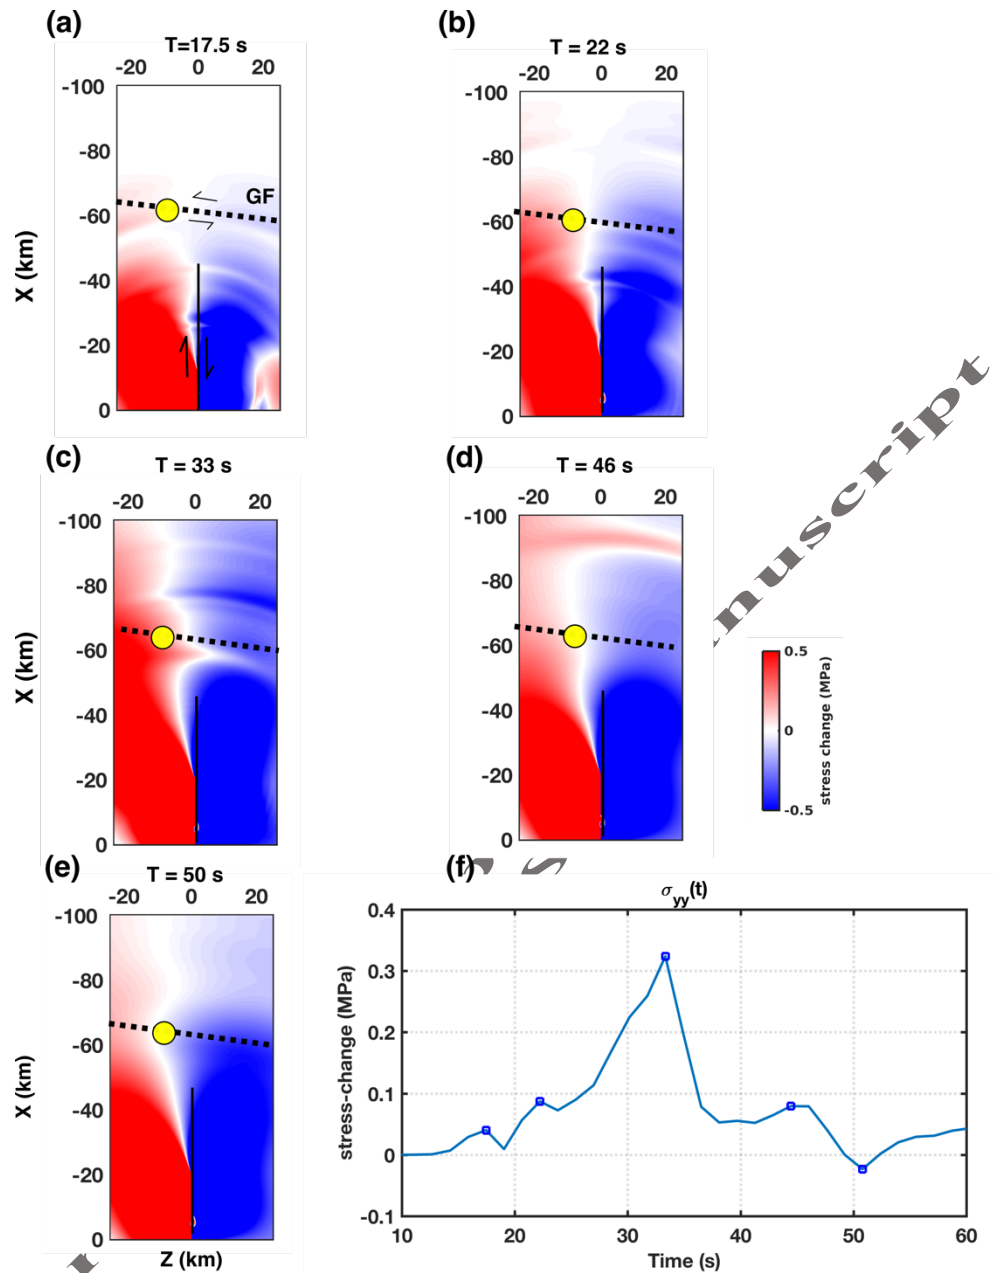 (a)
T=17.5 s
-20 0 20
-100
-80
GF
-60
X (km)
-40
-20
0
(b)
T = 22 s
-20 0 20
-100
-80
-60
-40
-20
0
(c)
T = 33 s
-20 0 20
-100
-80
X (km)
-60
-40
-20
0
(d)
T = 46 s
-20 0 20
-100
-80
-60
-40
-20
0
0.5
0
-0.5
stress change (MPa)
nuscript
s
(e)
T = 50 s
-20 0 20
-100
-80
-60
X (km)
-40
-20
0
Z (km)
(f)
σyy(t)
0.4
0.3
0.2
0.1
0
-0.1
stress-change (MPa)
10 20 30 40 50 60
Time (s)